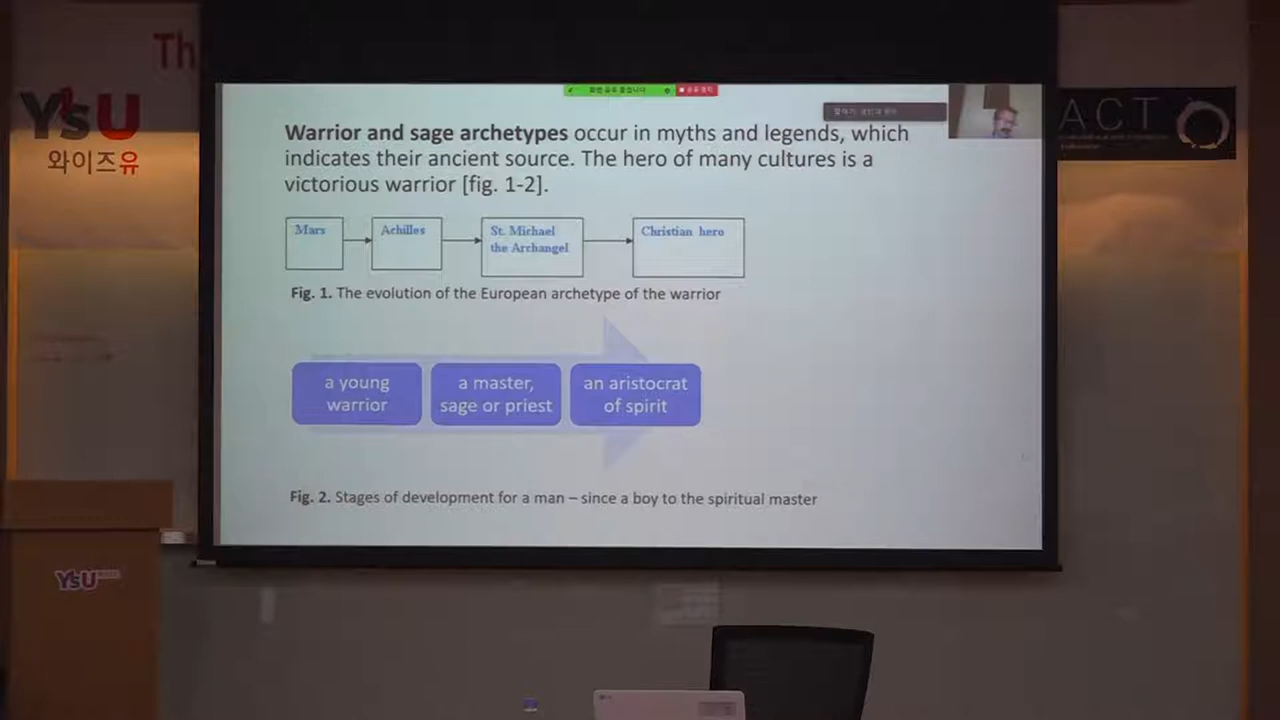 Th
YsU
와이즈유
ACT
Warrior and sage archetypes occur in myths and legends, which
indicates their ancient source. The hero of many cultures is a
victorious warrior [fig. 1-2].
Mars
Achilles
St. Michael
the Archangel
Christian hero
Fig. 1. The evolution of the European archetype of the warrior
a young
warrior
a master,
sage or priest
an aristocrat
of spirit
Fig. 2. Stages of development for a man – since a boy to the spiritual master
YsU